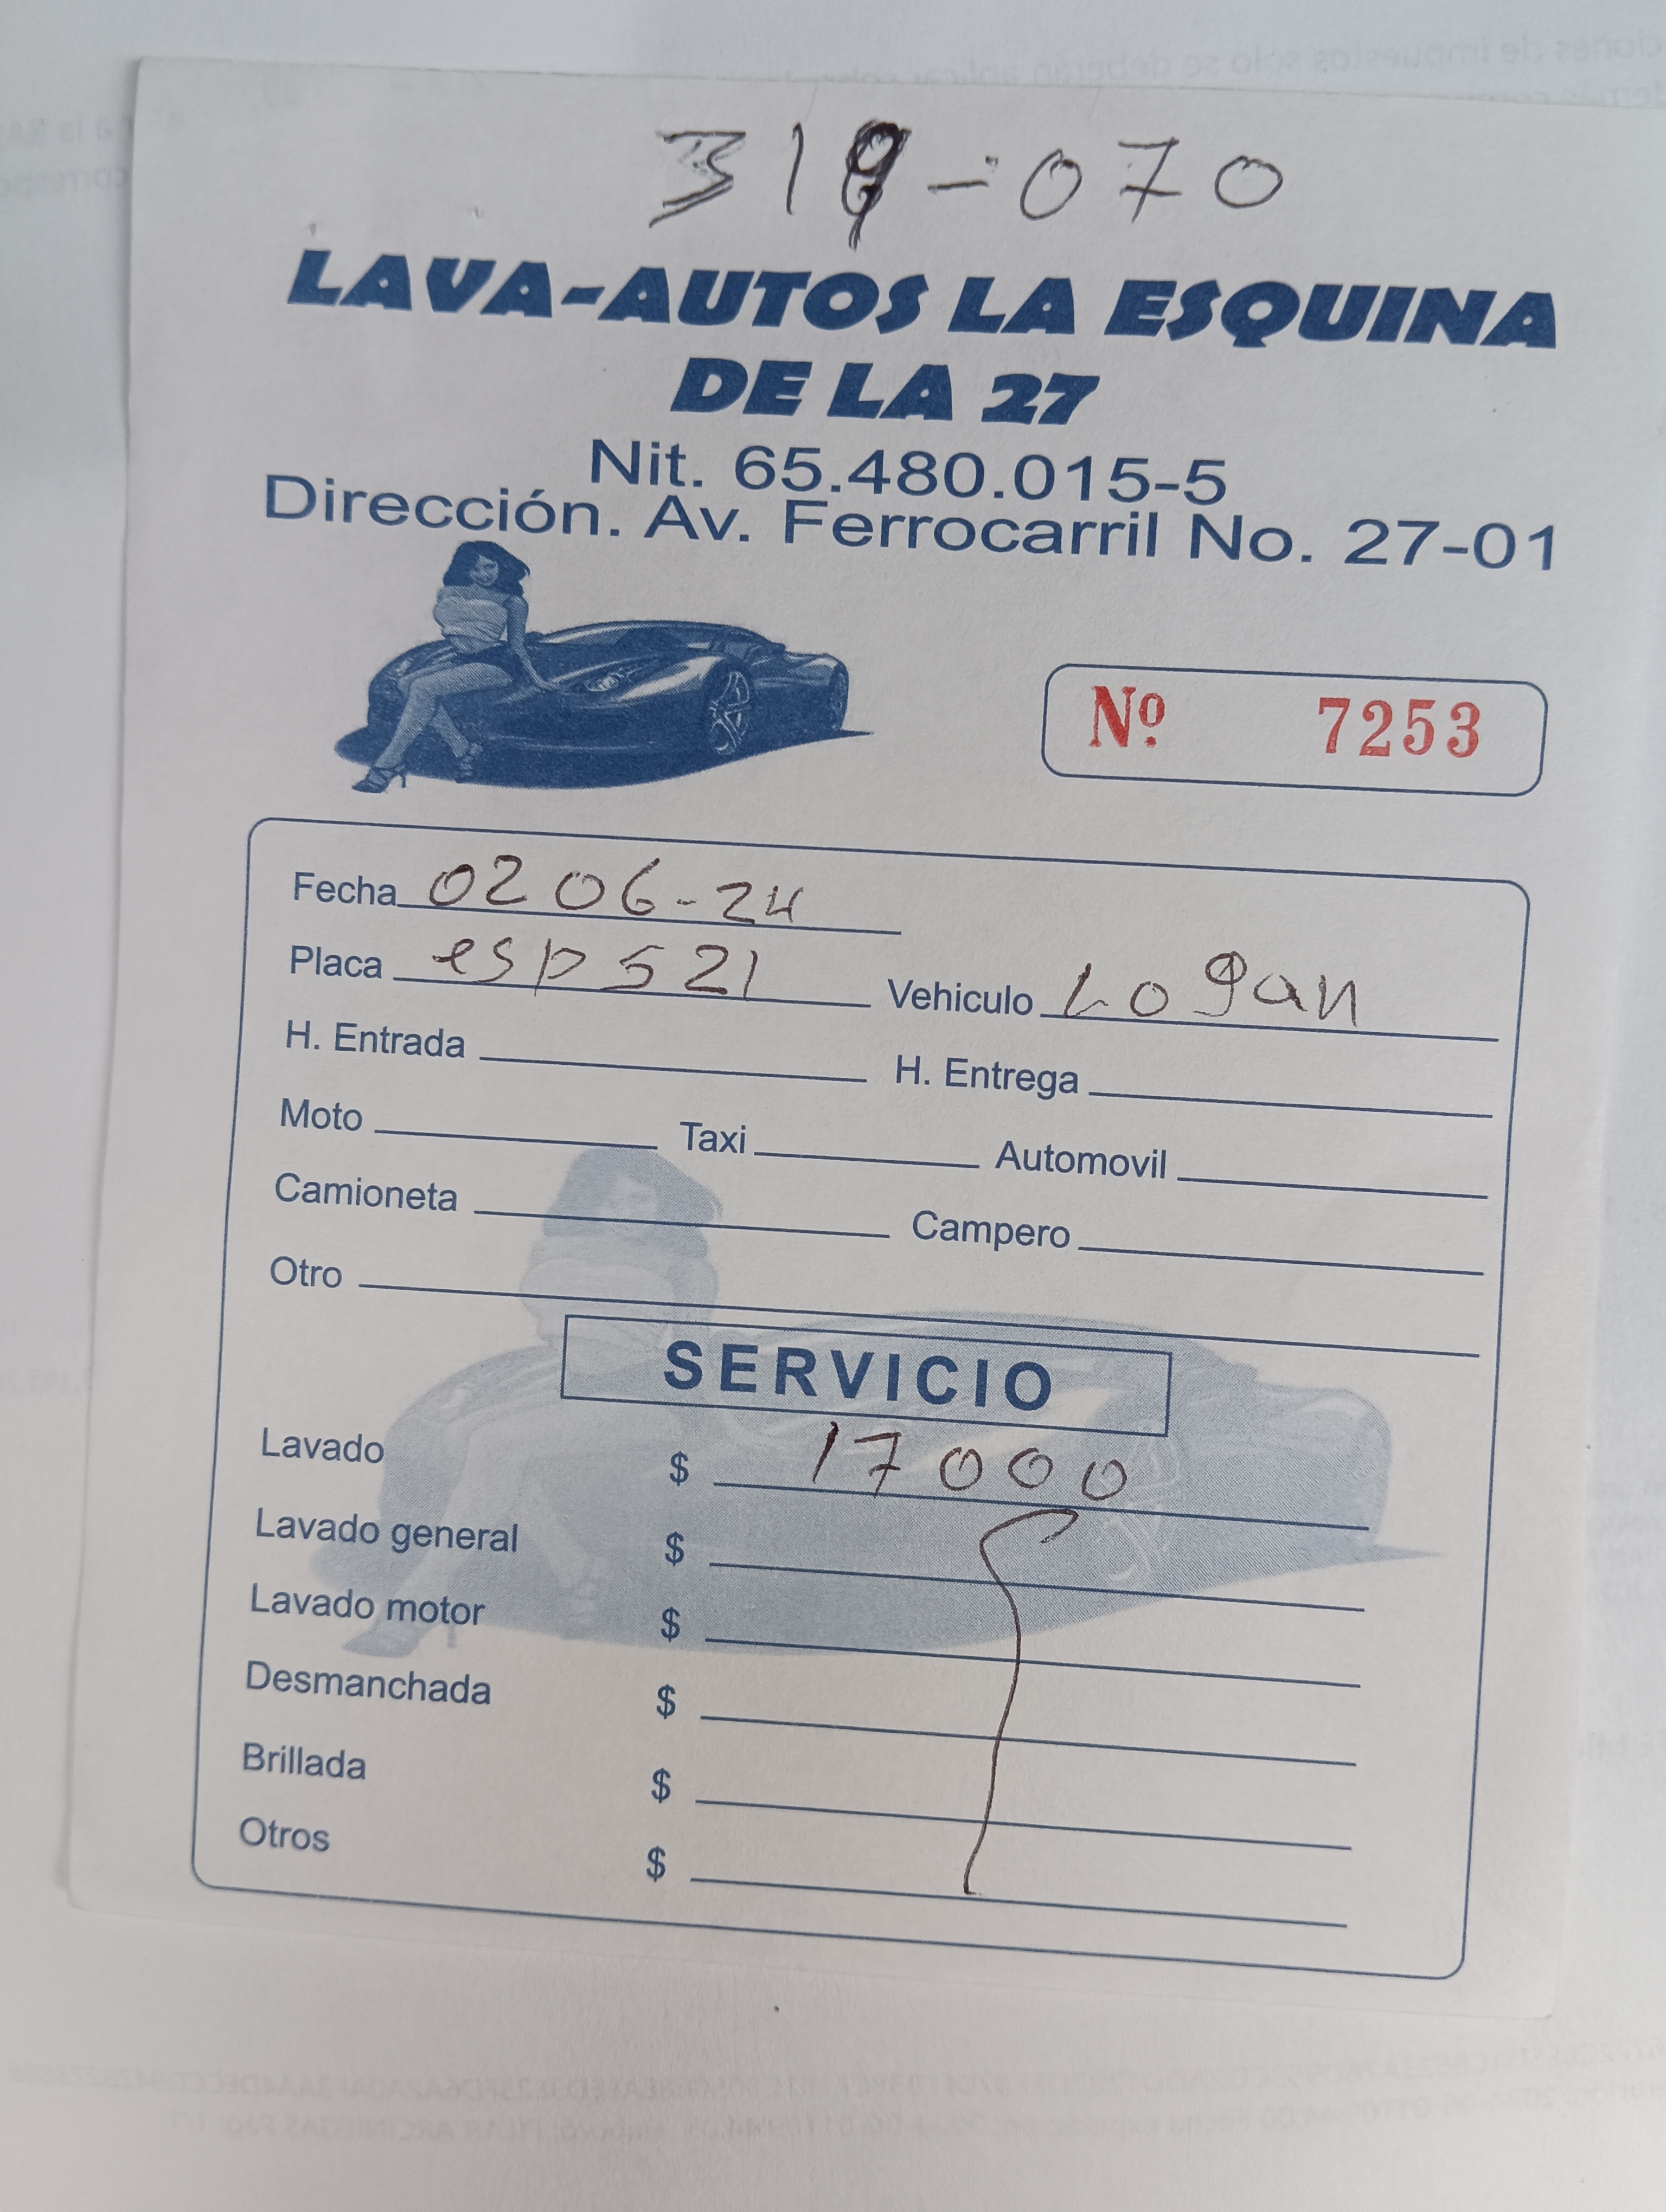 319-070
LAVA-AUTOS LA ESQUINA
DE LA 27
Nit. 65.480.015-5
Dirección. Av. Ferrocarril No. 27-01
Nº 7253
Fecha 0206-24
Placa esp521 Vehiculo Logan
H. Entrada H. Entrega
Moto Taxi Automovil
Camioneta Campero
Otro
SERVICIO
Lavado $ 17000
Lavado general $
Lavado motor $
Desmanchada $
Brillada $
Otros $